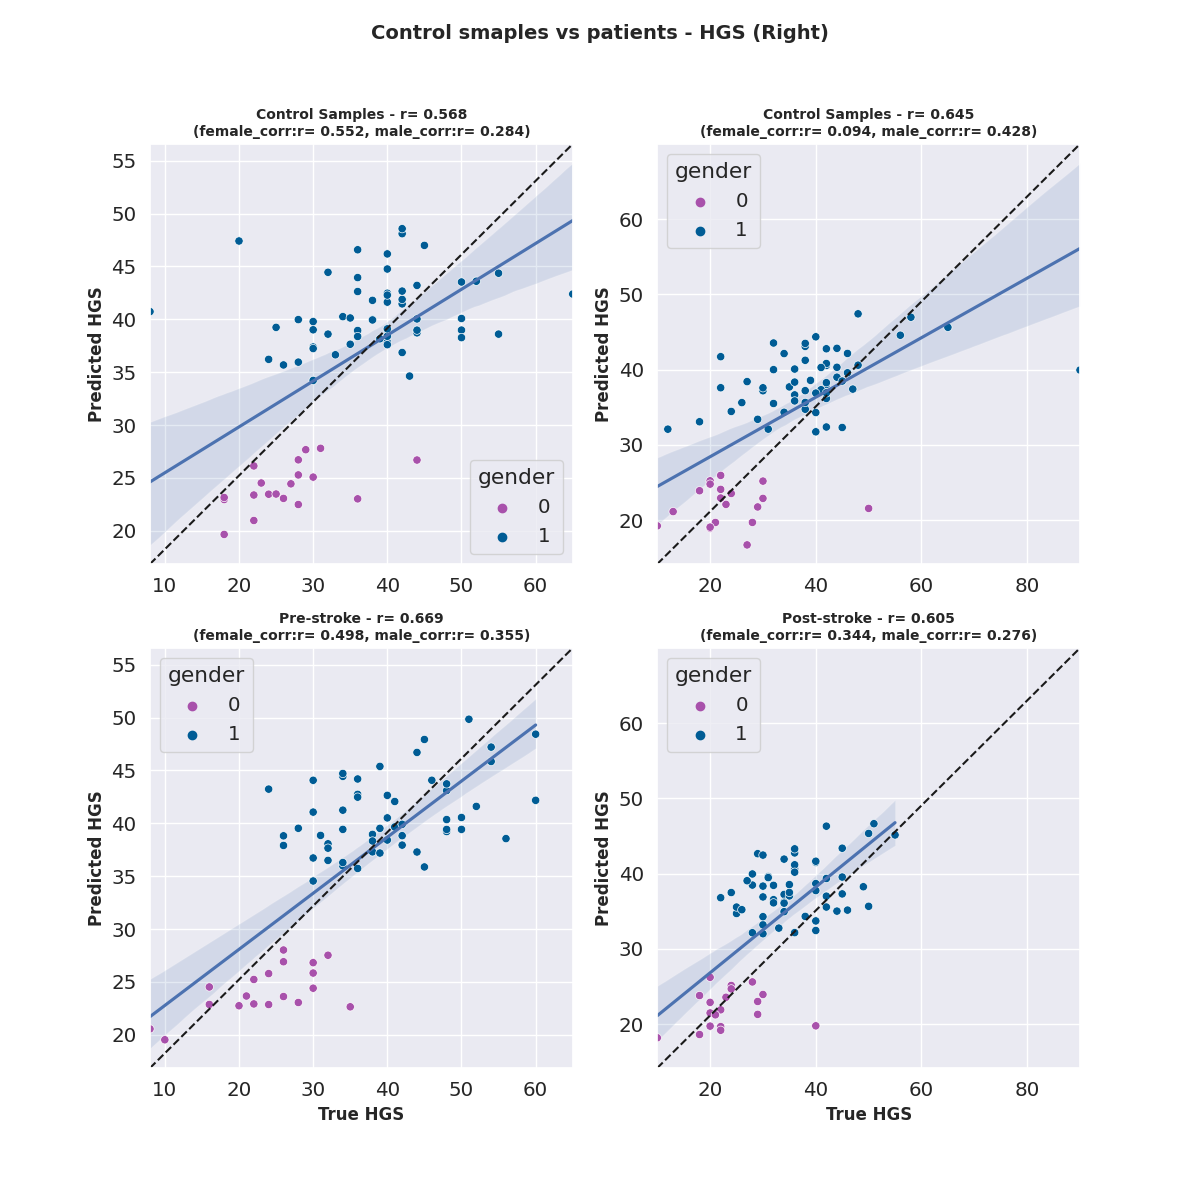 Control smaples vs patients - HGS (Right)
Control Samples - r= 0.568
(female_corr:r= 0.552, male_corr:r= 0.284)
Predicted HGS
55
50
45
40
35
30
25
20
10 20 30 40 50 60
gender
0
1
Control Samples - r= 0.645
(female_corr:r= 0.094, male_corr:r= 0.428)
Predicted HGS
60
50
40
30
20
20 40 60 80
gender
0
1
Pre-stroke - r= 0.669
(female_corr:r= 0.498, male_corr:r= 0.355)
Predicted HGS
55
50
45
40
35
30
25
20
10 20 30 40 50 60
True HGS
gender
0
1
Post-stroke - r= 0.605
(female_corr:r= 0.344, male_corr:r= 0.276)
Predicted HGS
60
50
40
30
20
20 40 60 80
True HGS
gender
0
1